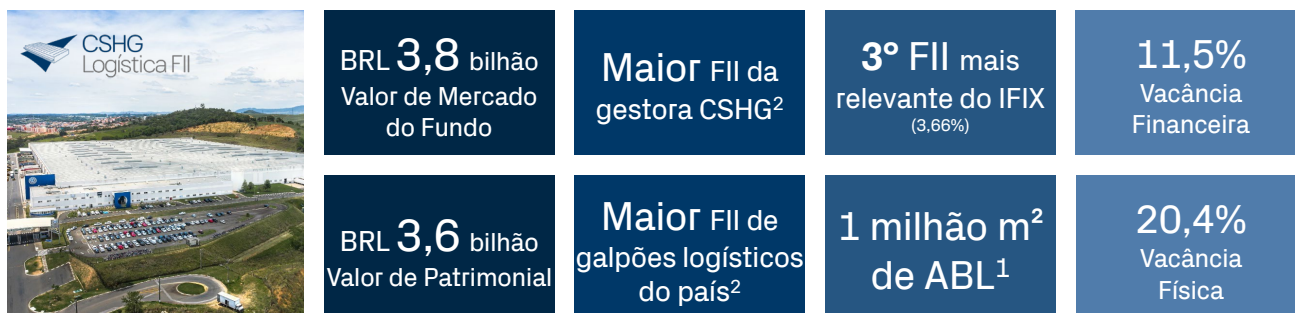 CSHG
Logística FII
BRL 3,8 bilhão
Valor de Mercado
do Fundo
Maior FII da
gestora CSHG²
3º FII mais
relevante do IFIX
(3,66%)
11,5%
Vacância
Financeira
BRL 3,6 bilhão
Valor de Patrimonial
Maior FII de
galpões logísticos
do país²
1 milhão m²
de ABL¹
20,4%
Vacância
Física